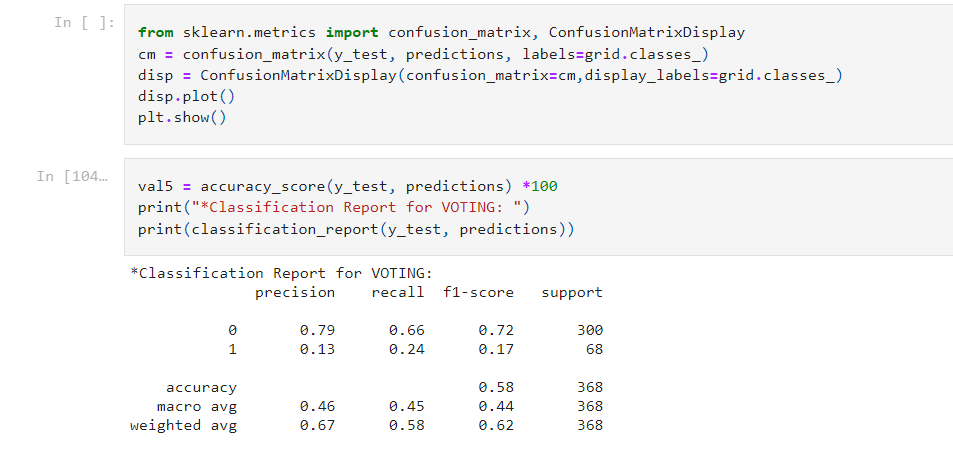 In [ ]:
from sklearn.metrics import confusion_matrix, ConfusionMatrixDisplay
cm = confusion_matrix(y_test, predictions, labels=grid.classes_)
disp = ConfusionMatrixDisplay(confusion_matrix=cm,display_labels=grid.classes_)
disp.plot()
plt.show()
In [104…
val5 = accuracy_score(y_test, predictions) *100
print("*Classification Report for VOTING: ")
print(classification_report(y_test, predictions))
*Classification Report for VOTING:
precision recall f1-score support
0 0.79 0.66 0.72 300
1 0.13 0.24 0.17 68
accuracy 0.58 368
macro avg 0.46 0.45 0.44 368
weighted avg 0.67 0.58 0.62 368